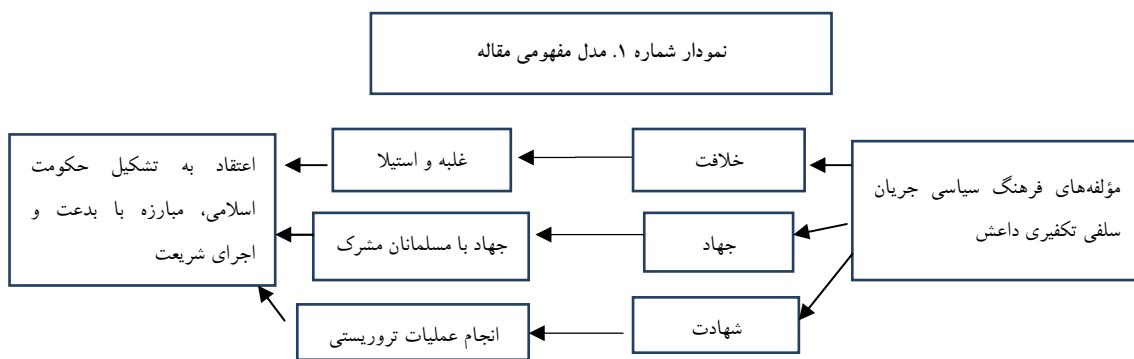 نمودار شماره ۱. مدل مفهومی مقاله
مؤلفه‌های فرهنگ سیاسی جریان
سلفی تکفیری داعش
خلافت
غلبه و استیلا
جهاد
جهاد با مسلمانان مشرک
شهادت
انجام عملیات تروریستی
اعتقاد به تشکیل حکومت
اسلامی، مبارزه با بدعت و
اجرای شریعت